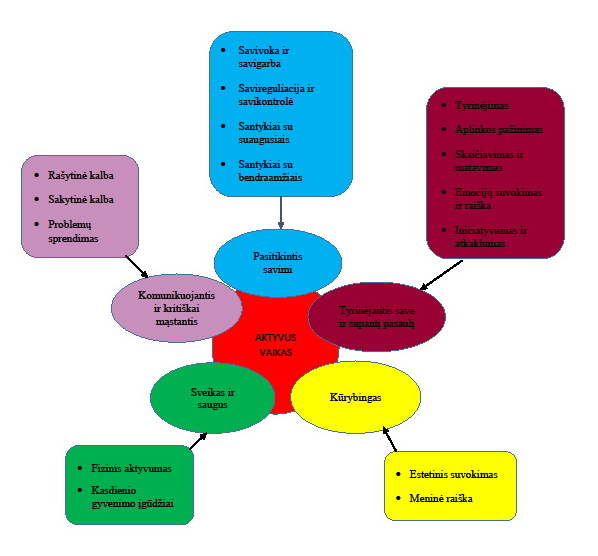 Savivoka ir
savigarba
Savireguliacija ir
savikontrolė
Santykiai su
suaugusiais
Santykiai su
bendraamžiais
Tyrinėjimas
Aplinkos pažinimas
Skaičiavimas ir
matavimas
Emocijų suvokimas
ir raiška
Iniciatyvumas ir
atkaklumas
Rašytinė kalba
Sakytinė kalba
Problemų
sprendimas
Pasitikintis
savimi
Komunikuojantis
ir kritiškai
mąstantis
Tyrinėjantis save
ir supantį pasaulį
AKTYVUS
VAIKAS
Sveikas ir
saugus
Kūrybingas
Fizinis aktyvumas
Kasdienio
gyvenimo įgūdžiai
Estetinis suvokimas
Meninė raiška